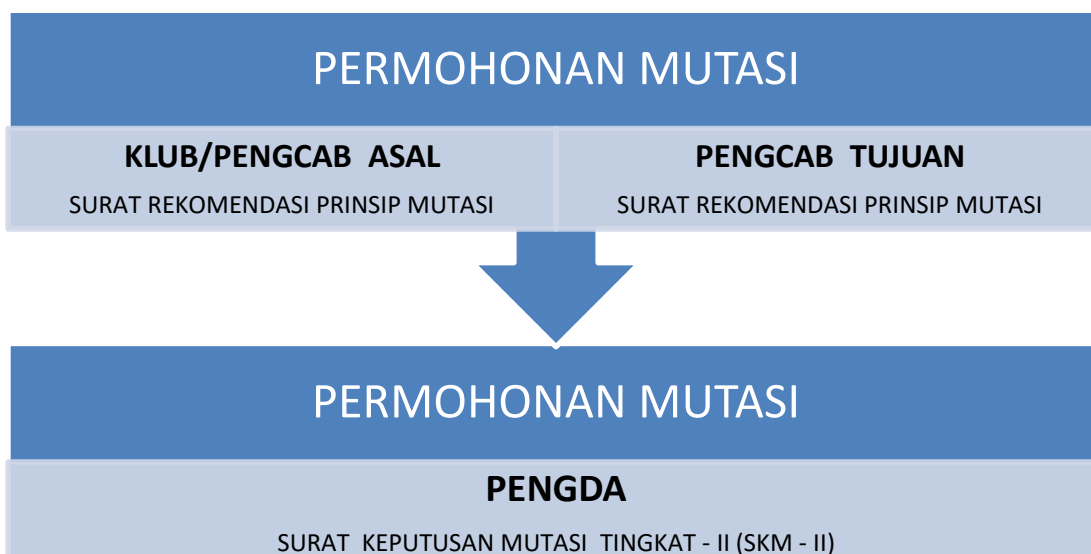 PERMOHONAN MUTASI
KLUB/PENGCAB ASAL
SURAT REKOMENDASI PRINSIP MUTASI
PENGCAB TUJUAN
SURAT REKOMENDASI PRINSIP MUTASI
PERMOHONAN MUTASI
PENGDA
SURAT KEPUTUSAN MUTASI TINGKAT - II (SKM - II)